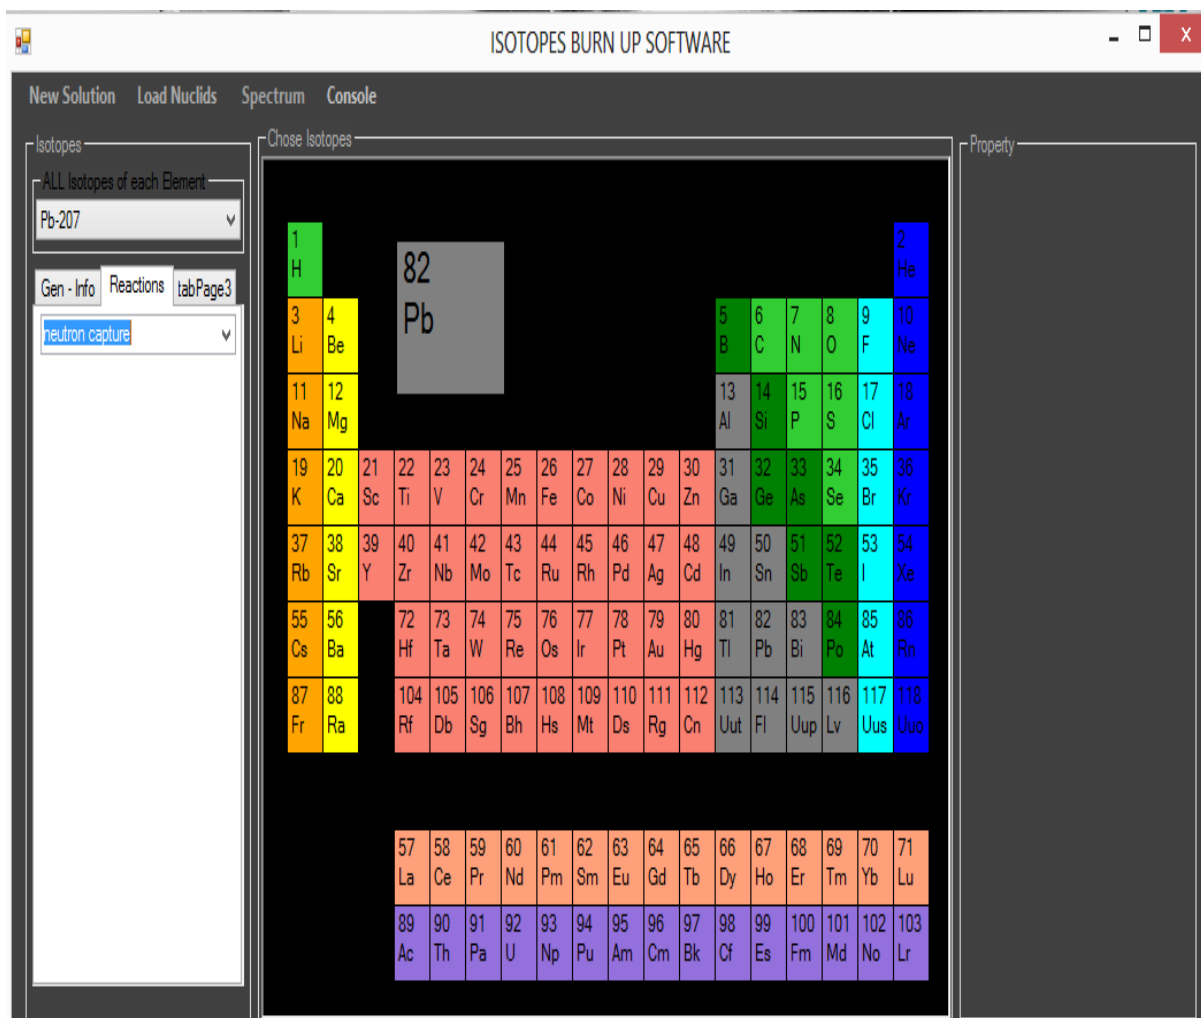 ISOTOPES BURN UP SOFTWARE
New Solution Load Nuclids Spectrum Console
Isotopes
ALL Isotopes of each Element
Pb-207
Gen - Info Reactions tabPage3
neutron capture
Chose Isotopes
82
Pb
1 2
H He
3 4 5 6 7 8 9 10
Li Be B C N O F Ne
11 12 13 14 15 16 17 18
Na Mg Al Si P S Cl Ar
19 20 21 22 23 24 25 26 27 28 29 30 31 32 33 34 35 36
K Ca Sc Ti V Cr Mn Fe Co Ni Cu Zn Ga Ge As Se Br Kr
37 38 39 40 41 42 43 44 45 46 47 48 49 50 51 52 53 54
Rb Sr Y Zr Nb Mo Tc Ru Rh Pd Ag Cd In Sn Sb Te I Xe
55 56 72 73 74 75 76 77 78 79 80 81 82 83 84 85 86
Cs Ba Hf Ta W Re Os Ir Pt Au Hg Tl Pb Bi Po At Rn
87 88 104 105 106 107 108 109 110 111 112 113 114 115 116 117 118
Fr Ra Rf Db Sg Bh Hs Mt Ds Rg Cn Uut Fl Uup Lv Uus Uuo
57 58 59 60 61 62 63 64 65 66 67 68 69 70 71
La Ce Pr Nd Pm Sm Eu Gd Tb Dy Ho Er Tm Yb Lu
89 90 91 92 93 94 95 96 97 98 99 100 101 102 103
Ac Th Pa U Np Pu Am Cm Bk Cf Es Fm Md No Lr
Property